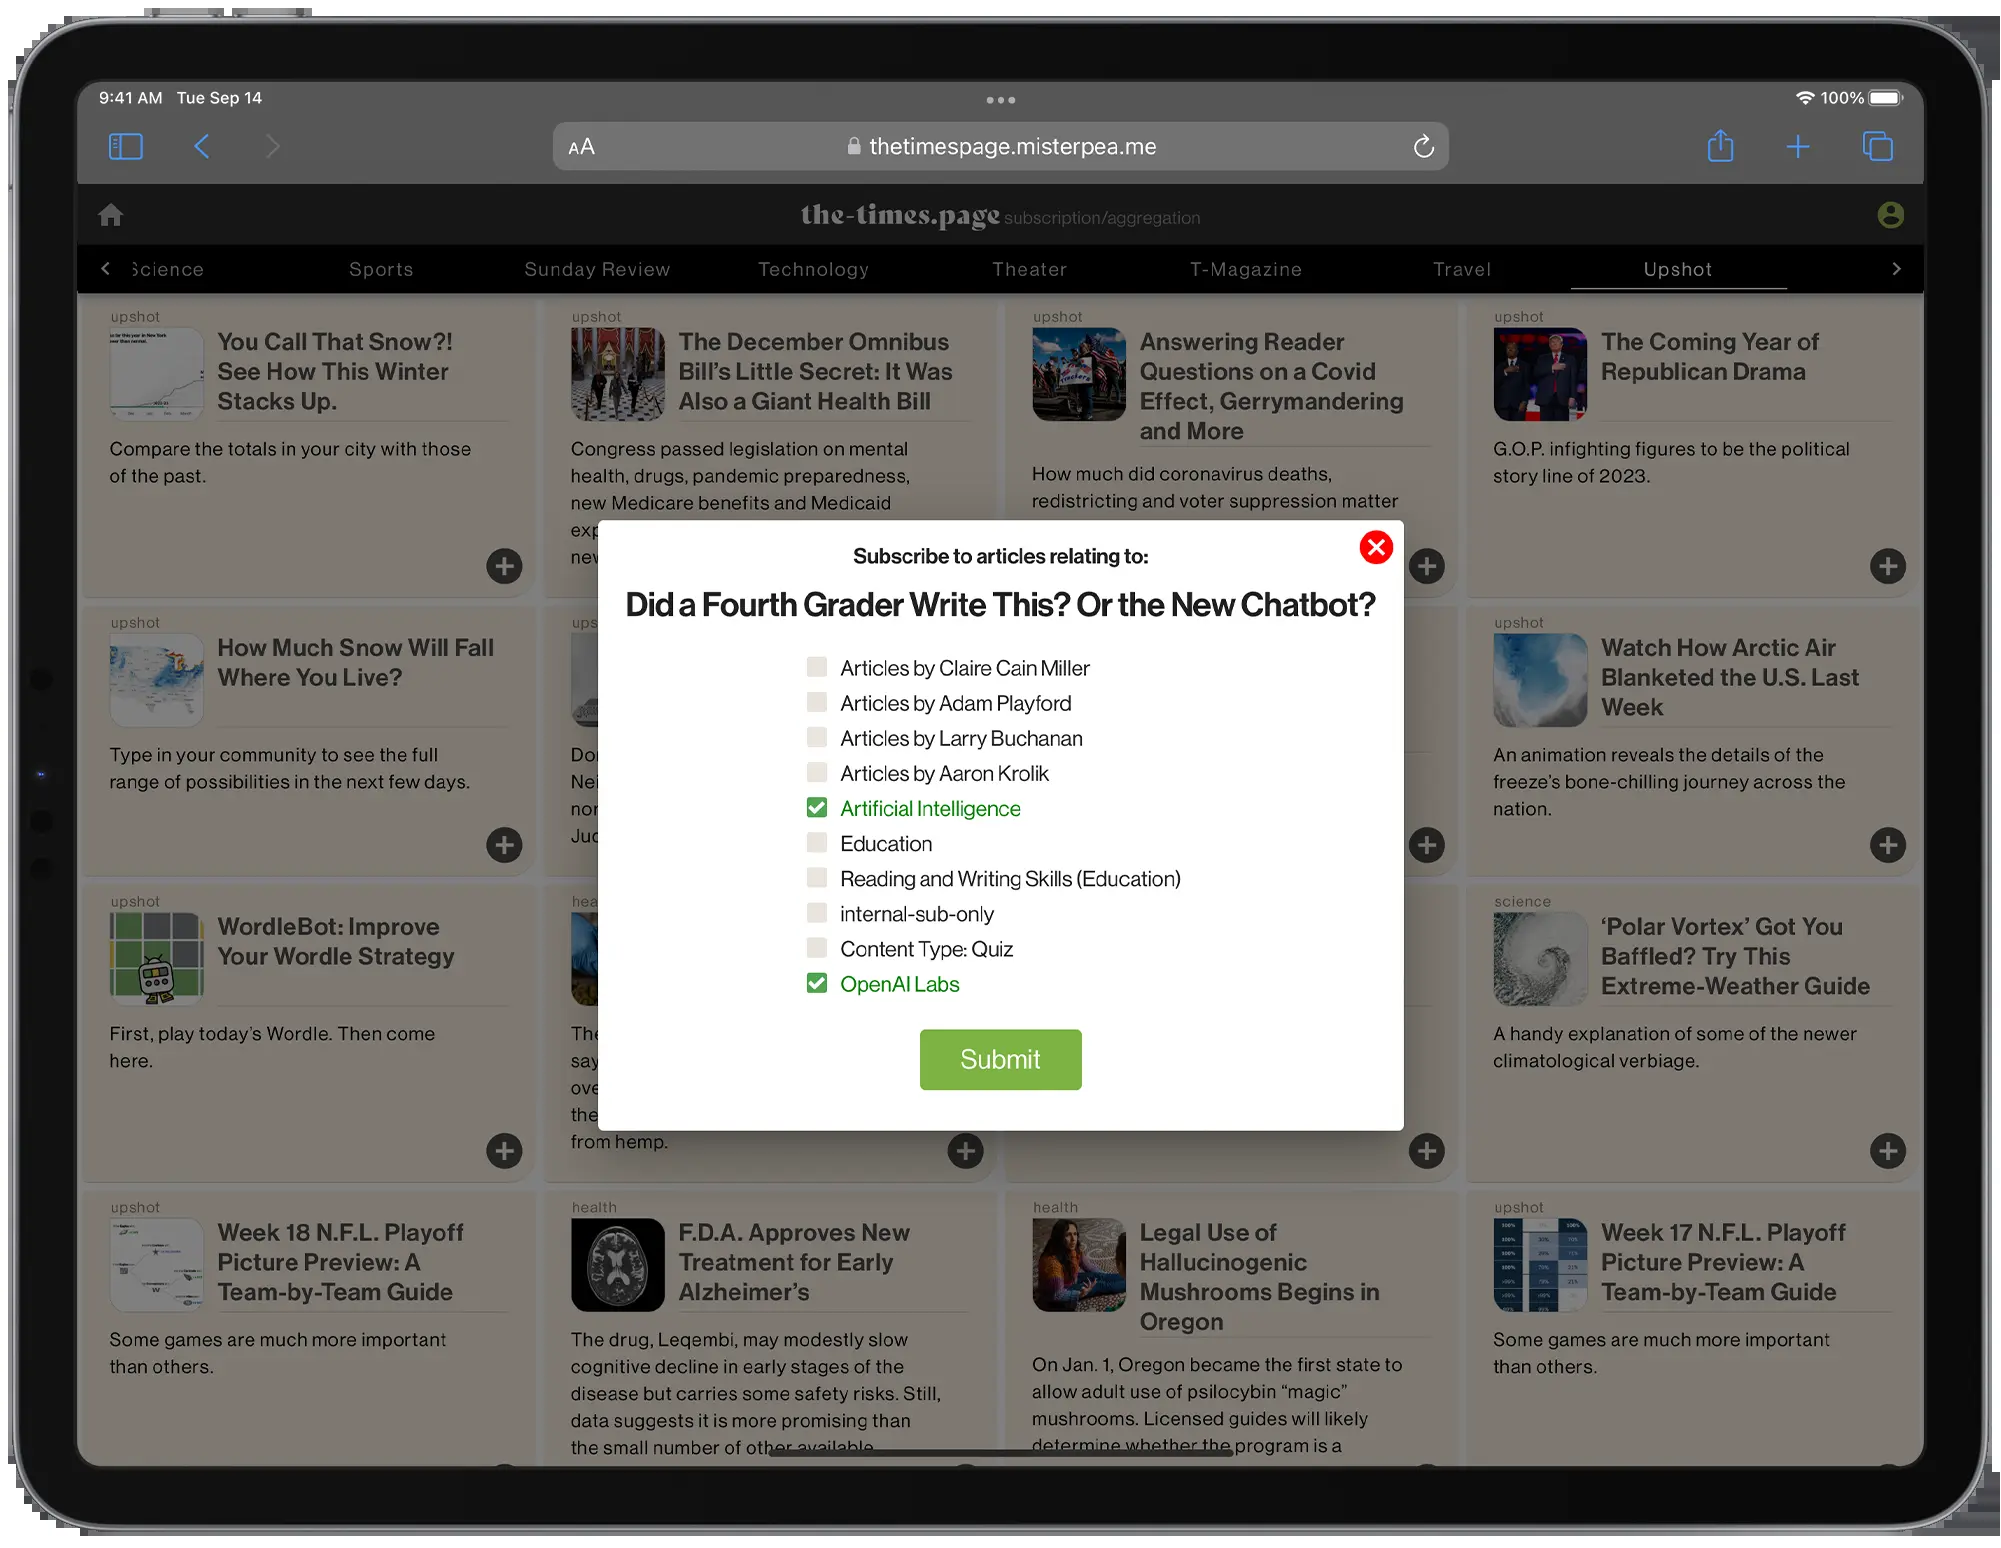 9:41 AM Tue Sep 14
100%
AA
thetimespage.misterpea.me
the-times.page subscription/aggregation
Science
Sports
Sunday Review
Technology
Theater
T-Magazine
Travel
Upshot
upshot
You Call That Snow?!
See How This Winter
Stacks Up.
Compare the totals in your city with those
of the past.
upshot
The December Omnibus
Bill’s Little Secret: It Was
Also a Giant Health Bill
Congress passed legislation on mental
health, drugs, pandemic preparedness,
new Medicare benefits and Medicaid
exp
new
upshot
Answering Reader
Questions on a Covid
Effect, Gerrymandering
and More
How much did coronavirus deaths,
redistricting and voter suppression matter
upshot
The Coming Year of
Republican Drama
G.O.P. infighting figures to be the political
story line of 2023.
Subscribe to articles relating to:
Did a Fourth Grader Write This? Or the New Chatbot?
Articles by Claire Cain Miller
Articles by Adam Playford
Articles by Larry Buchanan
Articles by Aaron Krolik
Artificial Intelligence
Education
Reading and Writing Skills (Education)
internal-sub-only
Content Type: Quiz
OpenAI Labs
Submit
upshot
How Much Snow Will Fall
Where You Live?
Type in your community to see the full
range of possibilities in the next few days.
ups
Dor
Nei
nor
Juc
upshot
Watch How Arctic Air
Blanketed the U.S. Last
Week
An animation reveals the details of the
freeze’s bone-chilling journey across the
nation.
upshot
WordleBot: Improve
Your Wordle Strategy
First, play today’s Wordle. Then come
here.
hea
The
say
ove
the
from hemp.
science
‘Polar Vortex’ Got You
Baffled? Try This
Extreme-Weather Guide
A handy explanation of some of the newer
climatological verbiage.
upshot
Week 18 N.F.L. Playoff
Picture Preview: A
Team-by-Team Guide
Some games are much more important
than others.
health
F.D.A. Approves New
Treatment for Early
Alzheimer’s
The drug, Leqembi, may modestly slow
cognitive decline in early stages of the
disease but carries some safety risks. Still,
data suggests it is more promising than
the small number of other available
health
Legal Use of
Hallucinogenic
Mushrooms Begins in
Oregon
On Jan. 1, Oregon became the first state to
allow adult use of psilocybin “magic”
mushrooms. Licensed guides will likely
determine whether the program is a
upshot
Week 17 N.F.L. Playoff
Picture Preview: A
Team-by-Team Guide
Some games are much more important
than others.